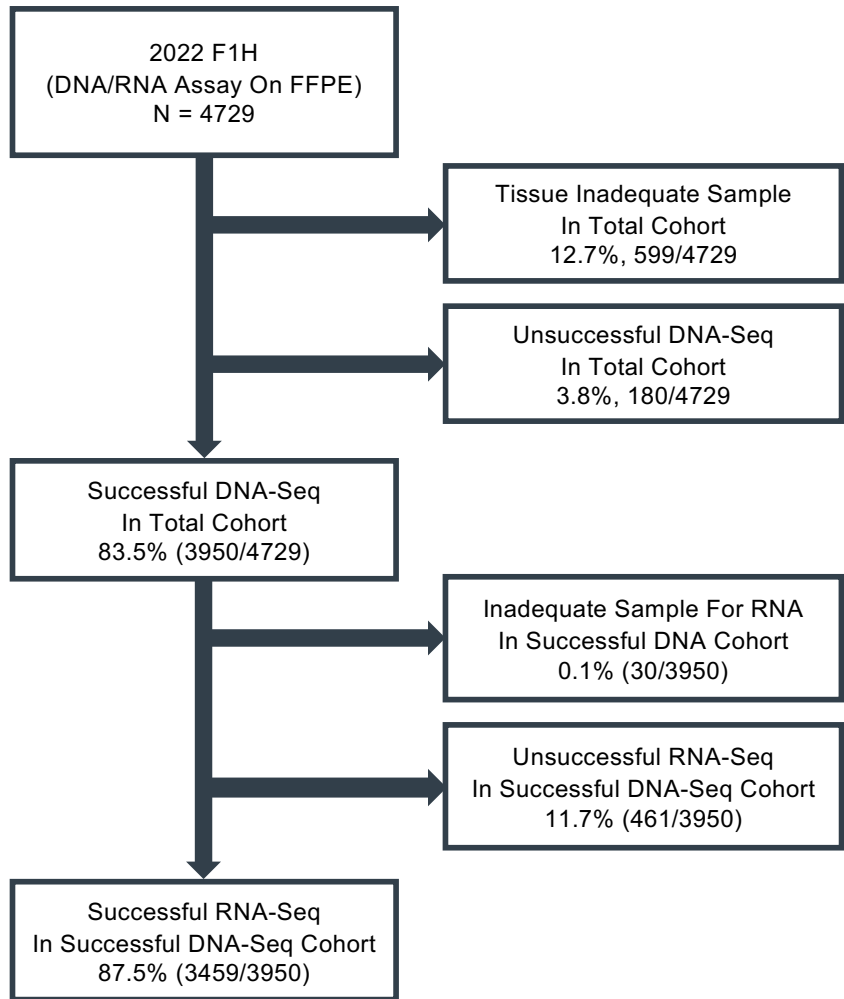 2022 F1H
(DNA/RNA Assay On FFPE)
N = 4729
Tissue Inadequate Sample
In Total Cohort
12.7%, 599/4729
Unsuccessful DNA-Seq
In Total Cohort
3.8%, 180/4729
Successful DNA-Seq
In Total Cohort
83.5% (3950/4729)
Inadequate Sample For RNA
In Successful DNA Cohort
0.1% (30/3950)
Unsuccessful RNA-Seq
In Successful DNA-Seq Cohort
11.7% (461/3950)
Successful RNA-Seq
In Successful DNA-Seq Cohort
87.5% (3459/3950)